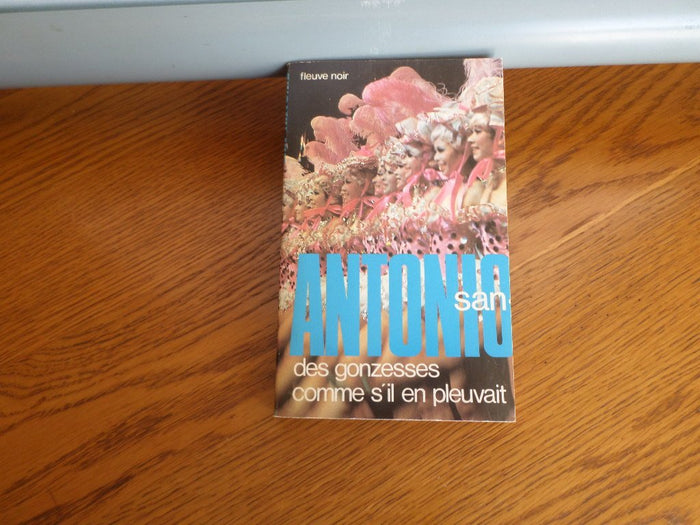 fleuve noir
san-
ANTONIO
des gonzesses
comme s'il en pleuvait